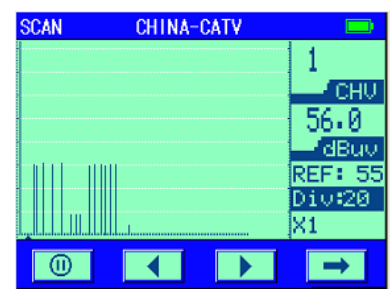 SCAN CHINA-CATV
1
CHV
56.0
dBuv
REF: 55
Div:20
X1